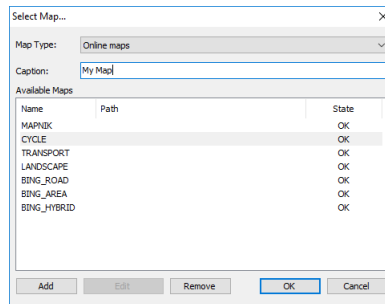 Select Map...
Map Type: Online maps
Caption: My Map
Available Maps
Name Path State
MAPNIK OK
CYCLE OK
TRANSPORT OK
LANDSCAPE OK
BING_ROAD OK
BING_AREA OK
BING_HYBRID OK
Add Edit Remove OK Cancel